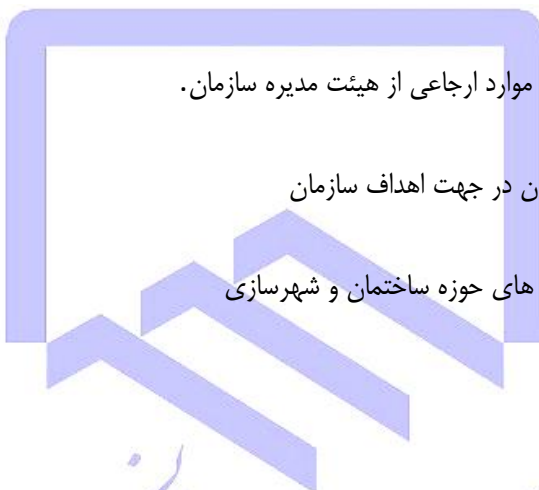 موارد ارجاعی از هیئت مدیره سازمان.
ن در جهت اهداف سازمان
های حوزه ساختمان و شهرسازی